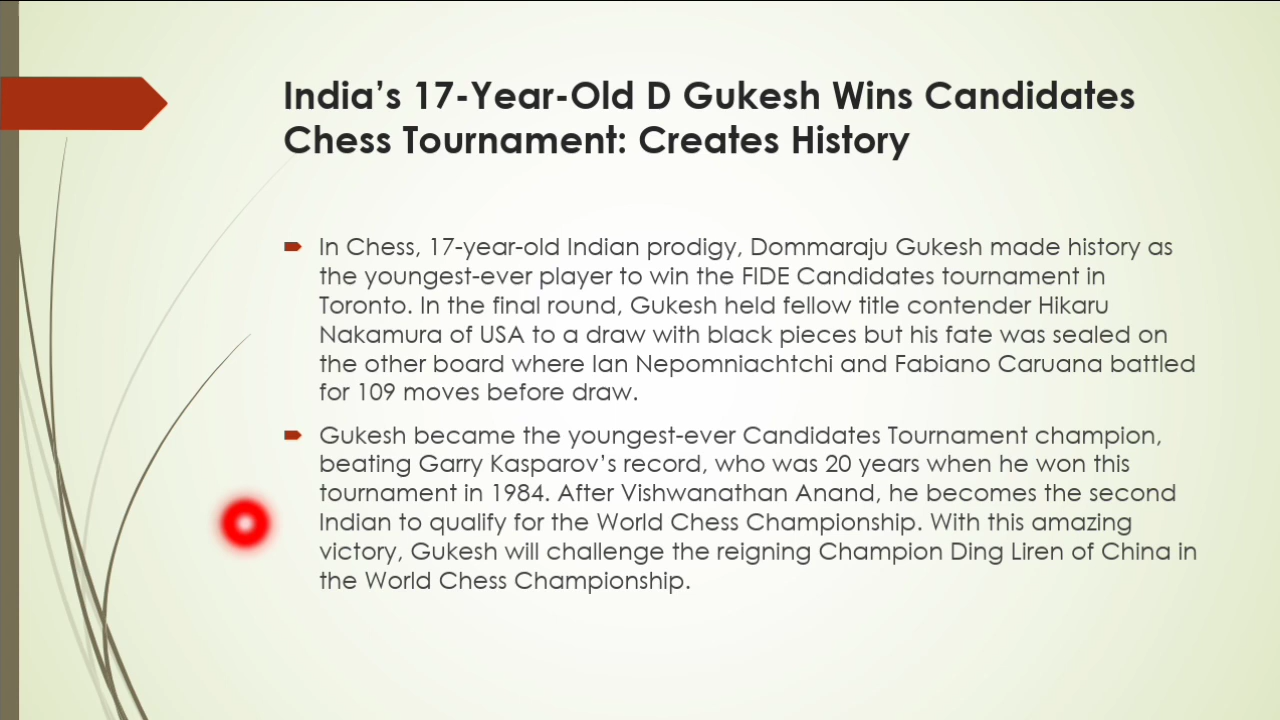 India’s 17-Year-Old D Gukesh Wins Candidates
Chess Tournament: Creates History
In Chess, 17-year-old Indian prodigy, Dommaraju Gukesh made history as
the youngest-ever player to win the FIDE Candidates tournament in
Toronto. In the final round, Gukesh held fellow title contender Hikaru
Nakamura of USA to a draw with black pieces but his fate was sealed on
the other board where Ian Nepomniachtchi and Fabiano Caruana battled
for 109 moves before draw.
Gukesh became the youngest-ever Candidates Tournament champion,
beating Garry Kasparov’s record, who was 20 years when he won this
tournament in 1984. After Vishwanathan Anand, he becomes the second
Indian to qualify for the World Chess Championship. With this amazing
victory, Gukesh will challenge the reigning Champion Ding Liren of China in
the World Chess Championship.